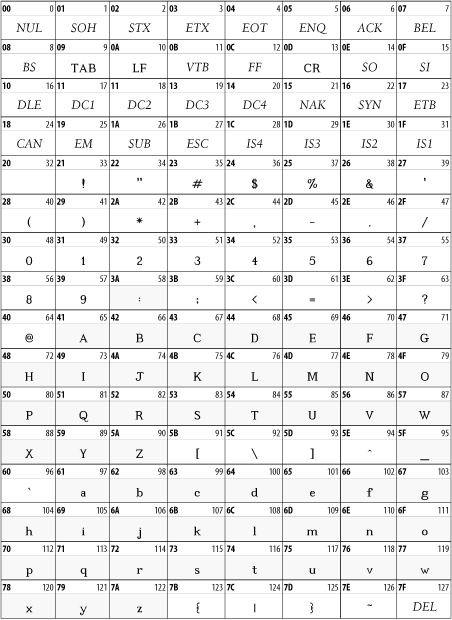 00 0 01 1 02 2 03 3 04 4 05 5 06 6 07 7
NUL SOH STX ETX EOT ENQ ACK BEL
08 8 09 9 0A 10 0B 11 0C 12 0D 13 0E 14 0F 15
BS TAB LF VTB FF CR SO SI
10 16 11 17 11 18 13 19 14 20 15 21 16 22 17 23
DLE DC1 DC2 DC3 DC4 NAK SYN ETB
18 24 19 25 1A 26 1B 27 1C 28 1D 29 1E 30 1F 31
CAN EM SUB ESC IS4 IS3 IS2 IS1
20 32 21 33 22 34 23 35 24 36 25 37 26 38 27 39
! " # $ % & '
28 40 29 41 2A 42 2B 43 2C 44 2D 45 2E 46 2F 47
( ) * + , - . /
30 48 31 49 32 50 33 51 34 52 35 53 36 54 37 55
0 1 2 3 4 5 6 7
38 56 39 57 3A 58 3B 59 3C 60 3D 61 3E 62 3F 63
8 9 : ; < = > ?
40 64 41 65 42 66 43 67 44 68 45 69 46 70 47 71
@ A B C D E F G
48 72 49 73 4A 74 4B 75 4C 76 4D 77 4E 78 4F 79
H I J K L M N O
50 80 51 81 52 82 53 83 54 84 55 85 56 86 57 87
P Q R S T U V W
58 88 59 89 5A 90 5B 91 5C 92 5D 93 5E 94 5F 95
X Y Z [ \ ] ^ _
60 96 61 97 62 98 63 99 64 100 65 101 66 102 67 103
` a b c d e f g
68 104 69 105 6A 106 6B 107 6C 108 6D 109 6E 110 6F 111
h i j k l m n o
70 112 71 113 72 114 73 115 74 116 75 117 76 118 77 119
p q r s t u v w
78 120 79 121 7A 122 7B 123 7C 124 7D 125 7E 126 7F 127
x y z { | } ~ DEL